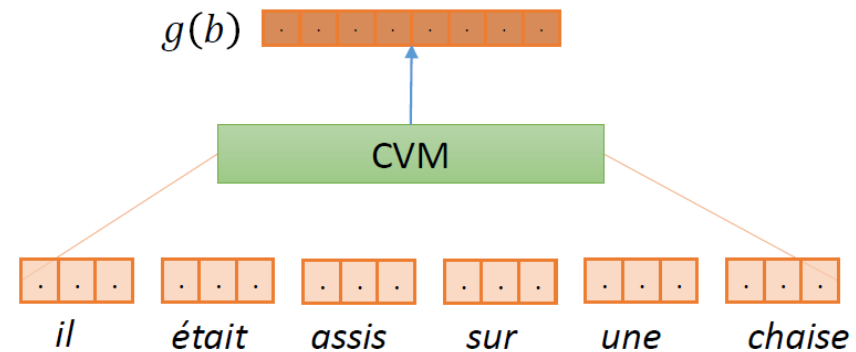 g(b) . . . . . . . .
CVM
. . . . . . . . . . . . . . . . . .
il était assis sur une chaise